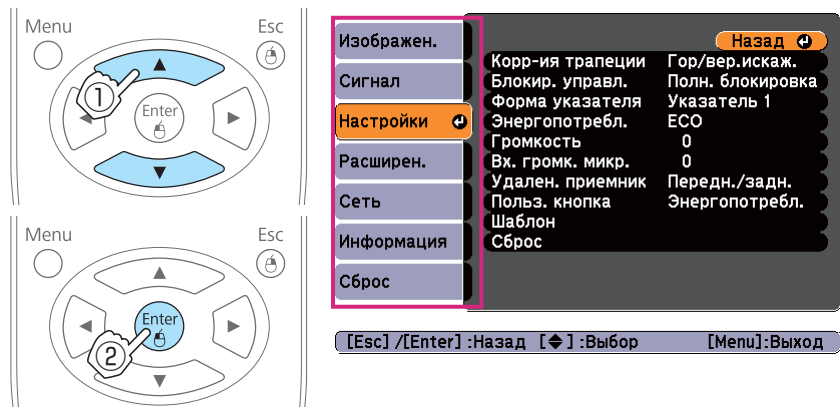 Menu
Esc
1
Enter
Menu
Esc
Enter
2
Изображен.
Сигнал
Настройки
Расширен.
Сеть
Информация
Сброс
Назад
Корр-ия трапеции Гор/вер.искаж.
Блокир. управл. Полн. блокировка
Форма указателя Указатель 1
Энергопотребл. ECO
Громкость 0
Вх. громк. микр. 0
Удален. приемник Передн./задн.
Польз. кнопка Энергопотребл.
Шаблон
Сброс
[Esc] /[Enter] :Назад [◆] :Выбор [Menu]:Выход